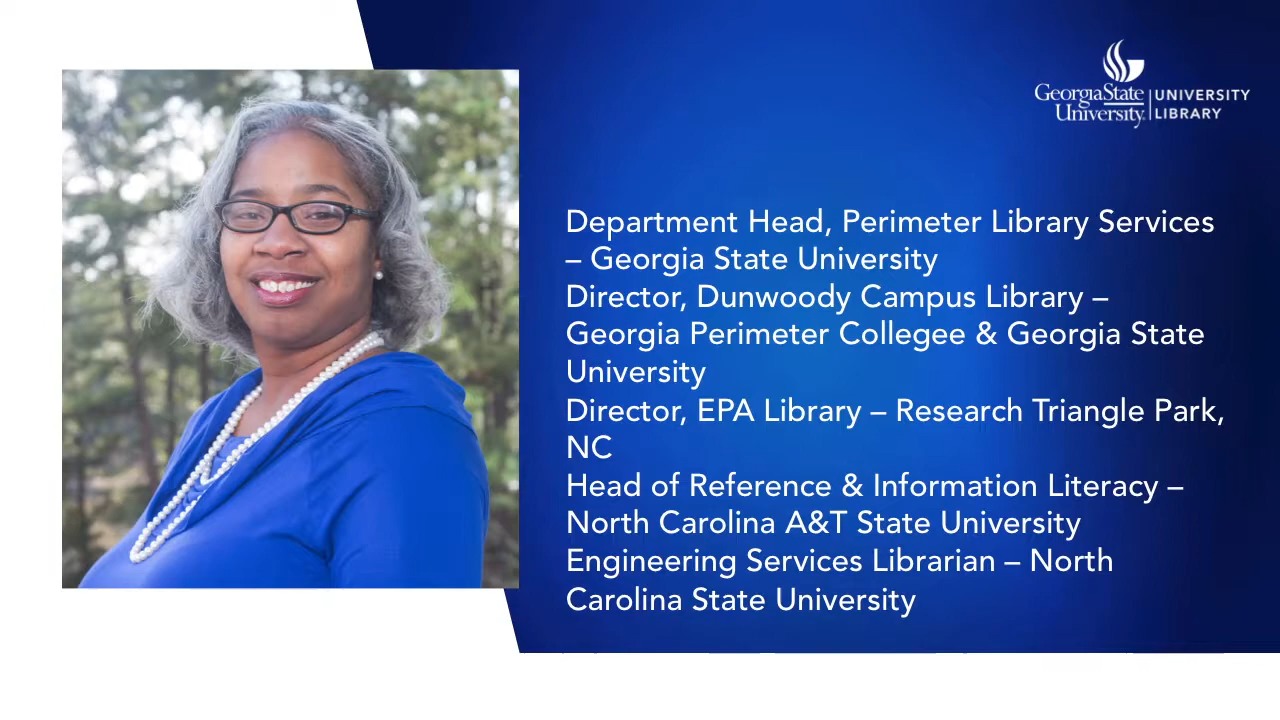 GeorgiaState University | UNIVERSITY LIBRARY
Department Head, Perimeter Library Services
– Georgia State University
Director, Dunwoody Campus Library –
Georgia Perimeter Collegee & Georgia State
University
Director, EPA Library – Research Triangle Park,
NC
Head of Reference & Information Literacy –
North Carolina A&T State University
Engineering Services Librarian – North
Carolina State University